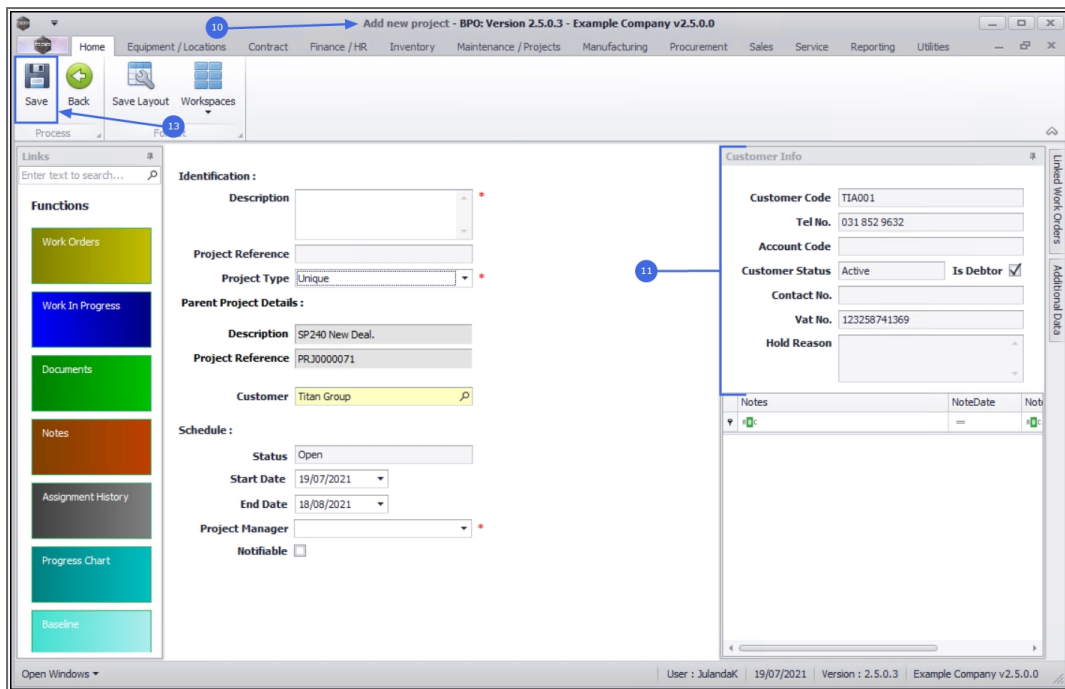 10
Add new project - BPO: Version 2.5.0.3 - Example Company v2.5.0.0
Home Equipment / Locations Contract Finance / HR Inventory Maintenance / Projects Manufacturing Procurement Sales Service Reporting Utilities
Save Back Save Layout Workspaces
13
Process
Links
Enter text to search...
Functions
Work Orders
Work In Progress
Documents
Notes
Assignment History
Progress Chart
Baseline
Identification :
Description *
Project Reference
Project Type Unique *
Parent Project Details :
Description SP240 New Deal.
Project Reference PRJ0000071
Customer Titan Group
Schedule :
Status Open
Start Date 19/07/2021
End Date 18/08/2021
Project Manager *
Notifiable
11
Customer Info
Customer Code TIA001
Tel No. 031 852 9632
Account Code
Customer Status Active Is Debtor
Contact No.
Vat No. 123258741369
Hold Reason
Notes NoteDate Not
=
Linked Work Orders
Additional Data
Open Windows User : JulandaK 19/07/2021 Version : 2.5.0.3 Example Company v2.5.0.0